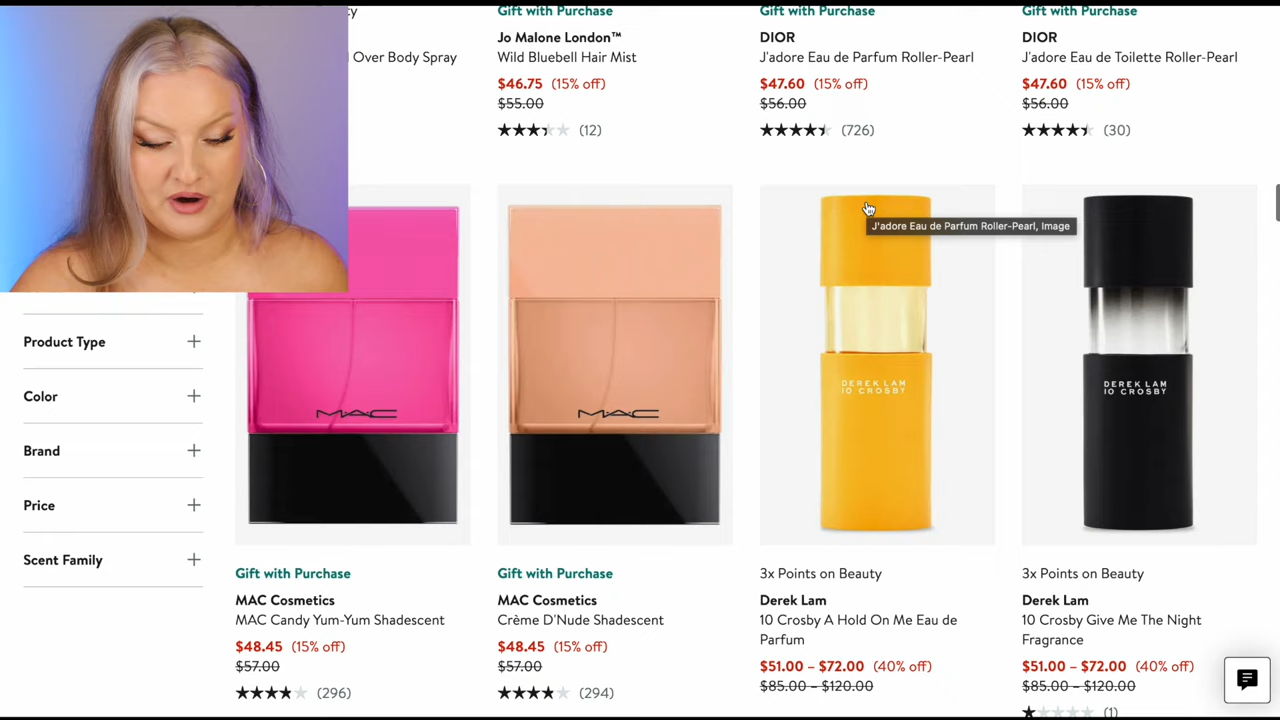 cy
Gift with Purchase
Gift with Purchase
Gift with Purchase
Jo Malone London™
DIOR
DIOR
l Over Body Spray
Wild Bluebell Hair Mist
J'adore Eau de Parfum Roller-Pearl
J'adore Eau de Toilette Roller-Pearl
$46.75 (15% off)
$47.60 (15% off)
$47.60 (15% off)
$55.00
$56.00
$56.00
(12)
(726)
(30)
J'adore Eau de Parfum Roller-Pearl, Image
Product Type
Color
Brand
Price
Scent Family
MAC
MAC
DEREK LAM
10 CROSBY
DEREK LAM
10 CROSBY
Gift with Purchase
MAC Cosmetics
MAC Candy Yum-Yum Shadescent
$48.45 (15% off)
$57.00
(296)
Gift with Purchase
MAC Cosmetics
Crème D'Nude Shadescent
$48.45 (15% off)
$57.00
(294)
3x Points on Beauty
Derek Lam
10 Crosby A Hold On Me Eau de
Parfum
$51.00 – $72.00 (40% off)
$85.00 – $120.00
3x Points on Beauty
Derek Lam
10 Crosby Give Me The Night
Fragrance
$51.00 – $72.00 (40% off)
$85.00 – $120.00
(1)